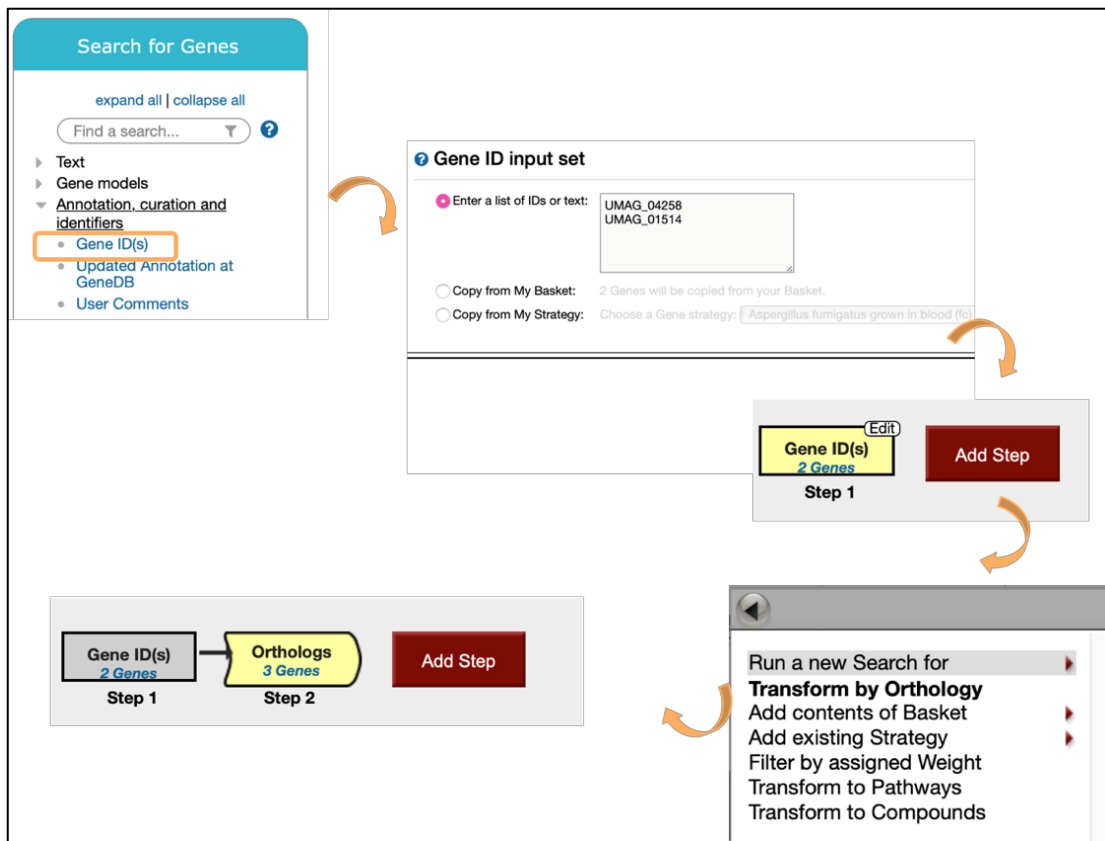 Search for Genes
expand all | collapse all
Find a search...
?
Text
Gene models
Annotation, curation and
identifiers
Gene ID(s)
Updated Annotation at
GeneDB
User Comments
? Gene ID input set
Enter a list of IDs or text:
UMAG_04258
UMAG_01514
Copy from My Basket: 2 Genes will be copied from your Basket.
Copy from My Strategy: Choose a Gene strategy: Aspergillus fumigatus grown in blood (fc)
Edit
Gene ID(s)
2 Genes
Step 1
Add Step
Run a new Search for
Transform by Orthology
Add contents of Basket
Add existing Strategy
Filter by assigned Weight
Transform to Pathways
Transform to Compounds
Gene ID(s)
2 Genes
Step 1
Orthologs
3 Genes
Step 2
Add Step